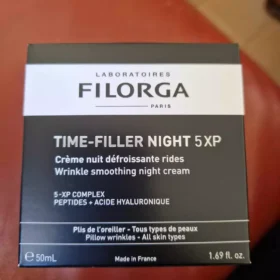 LABORATOIRES
FILORGA
PARIS
TIME-FILLER NIGHT 5 XP
Crème nuit défroissante rides
Wrinkle smoothing night cream
5-XP COMPLEX
PEPTIDES + ACIDE HYALURONIQUE
Plis de l'oreiller - Tous types de peaux
Pillow wrinkles - All skin types
e 50mL Made in France 1.69 fl. oz.